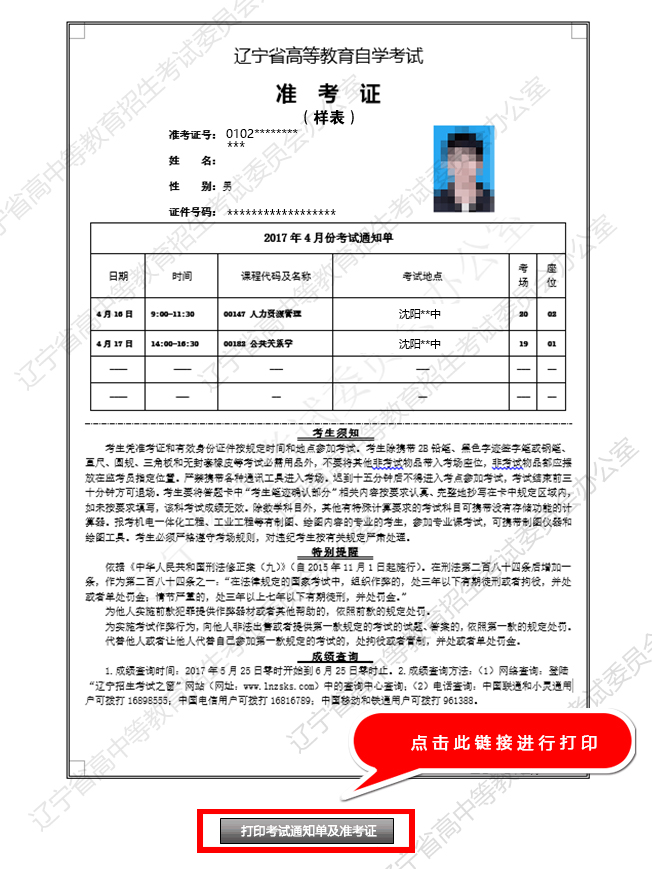 辽宁省高等教育自学考试
准 考 证
（样表）
准考证号： 0102********
***
姓 名：
性 别：男
证件号码： ******************
2017 年 4 月份考试通知单
日期 时间 课程代码及名称 考试地点 考场 座位
4 月 16 日 9:00-11:30 00147 人力资源管理 沈阳**中 20 02
4 月 17 日 14:00-16:30 00182 公共关系学 沈阳**中 19 01
—— —— —— —— —— ——
—— —— — — —— —
考生须知
考生凭准考证和有效身份证件按规定时间和地点参加考试。考生除携带 2B 铅笔、黑色字迹签字笔或钢笔、
直尺、圆规、三角板和无封套橡皮等考试必需用品外，不要将其他非考试物品带入考场座位，非考试物品都应摆
放在监考员指定位置。严禁携带各种通讯工具进入考场。迟到十五分钟后不得进入考点参加考试，考试结束前三
十分钟方可退场。考生要将答题卡中“考生笔迹确认部分”相关内容按要求认真、完整地抄写在卡中规定区域内，
如未按要求填写，该科考试成绩无效。除数学科目外，其他有特殊计算要求的考试科目可携带没有存储功能的计
算器。报考机电一体化工程、工业工程等有制图、绘图内容的专业的考生，参加专业课考试，可携带制图仪器和
绘图工具。考生必须严格遵守考场规则，对违纪考生按有关规定严肃处理。
特别提醒
依据《中华人民共和国刑法修正案（九）》（自 2015 年 11 月 1 日起施行）。在刑法第二百八十四条后增加一
条，作为第二百八十四条之一：“在法律规定的国家考试中，组织作弊的，处三年以下有期徒刑或者拘役，并处
或者单处罚金；情节严重的，处三年以上七年以下有期徒刑，并处罚金。”
为他人实施前款犯罪提供作弊器材或者其他帮助的，依照前款的规定处罚。
为实施考试作弊行为，向他人非法出售或者提供第一款规定的考试的试题、答案的，依照第一款的规定处罚。
代替他人或者让他人代替自己参加第一款规定的考试的，处拘役或者管制，并处或者单处罚金。
成绩查询
1.成绩查询时间：2017 年 5 月 25 日零时开始到 6 月 25 日零时止。2.成绩查询方法：（1）网络查询：登陆
“辽宁招生考试之窗”网站（网址：www.lnzsks.com）中的查询中心查询；（2）电话查询：中国联通和小灵通用
户可拨打 16898555；中国电信用户可拨打 16816789；中国移动和铁通用户可拨打 961388。
点击此链接进行打印
打印考试通知单及准考证
辽宁省高中等教育招生考试委员会办公室